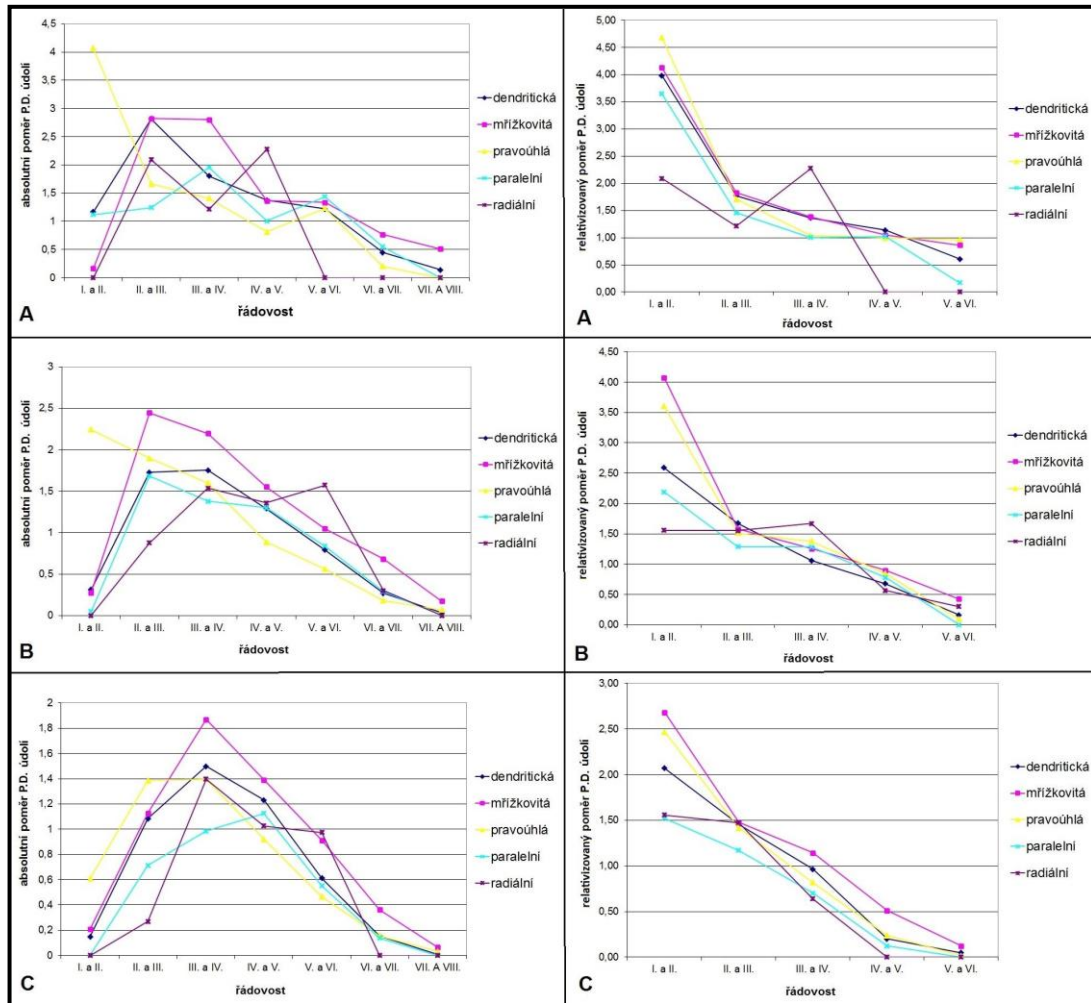 absolutní poměr P.D. údolí
4,5
4
3,5
3
2,5
2
1,5
1
0,5
0
I. a II. II. a III. III. a IV. IV. a V. V. a VI. VI. a VII. VII. A VIII.
řádovost
dendritická
mřížkovitá
pravoúhlá
paralelní
radiální
A
relativizovaný poměr P.D. údolí
5,00
4,50
4,00
3,50
3,00
2,50
2,00
1,50
1,00
0,50
0,00
I. a II. II. a III. III. a IV. IV. a V. V. a VI.
řádovost
dendritická
mřížkovitá
pravoúhlá
paralelní
radiální
A
absolutní poměr P.D. údolí
3
2,5
2
1,5
1
0,5
0
I. a II. II. a III. III. a IV. IV. a V. V. a VI. VI. a VII. VII. A VIII.
řádovost
dendritická
mřížkovitá
pravoúhlá
paralelní
radiální
B
relativizovaný poměr P.D. údolí
4,50
4,00
3,50
3,00
2,50
2,00
1,50
1,00
0,50
0,00
I. a II. II. a III. III. a IV. IV. a V. V. a VI.
řádovost
dendritická
mřížkovitá
pravoúhlá
paralelní
radiální
B
absolutní poměr P.D. údolí
2
1,8
1,6
1,4
1,2
1
0,8
0,6
0,4
0,2
0
I. a II. II. a III. III. a IV. IV. a V. V. a VI. VI. a VII. VII. A VIII.
řádovost
dendritická
mřížkovitá
pravoúhlá
paralelní
radiální
C
relativizovaný poměr P.D. údolí
3,00
2,50
2,00
1,50
1,00
0,50
0,00
I. a II. II. a III. III. a IV. IV. a V. V. a VI.
řádovost
dendritická
mřížkovitá
pravoúhlá
paralelní
radiální
C